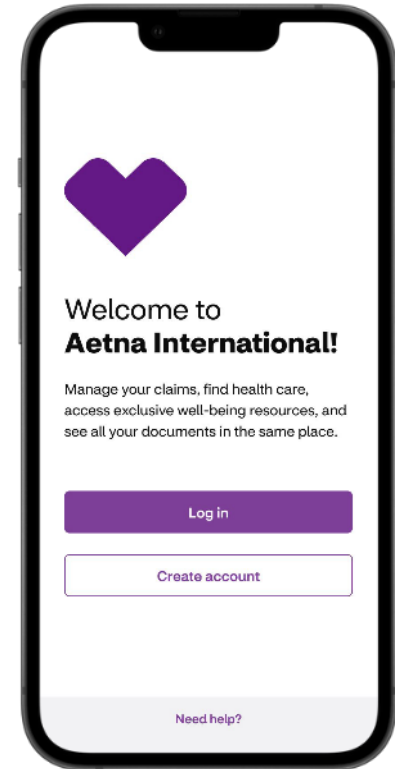 Welcome to
Aetna International!
Manage your claims, find health care,
access exclusive well-being resources, and
see all your documents in the same place.
Log in
Create account
Need help?